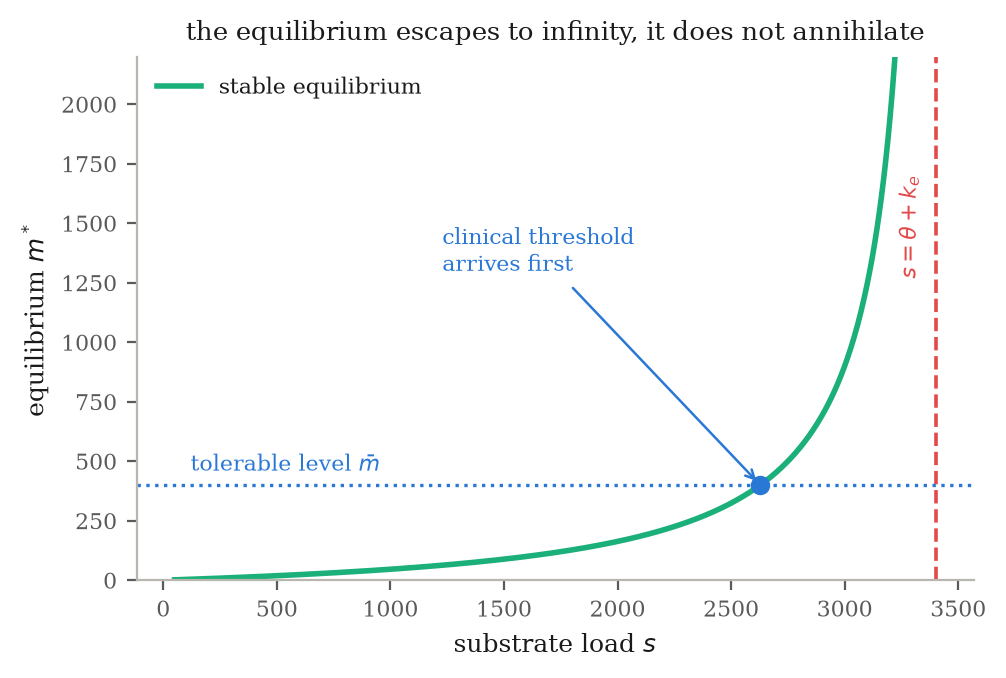 the equilibrium escapes to infinity, it does not annihilate
stable equilibrium
equilibrium m*
2000
1750
1500
1250
1000
750
500
250
0
clinical threshold
arrives first
s = θ + kₑ
tolerable level m̄
0 500 1000 1500 2000 2500 3000 3500
substrate load s